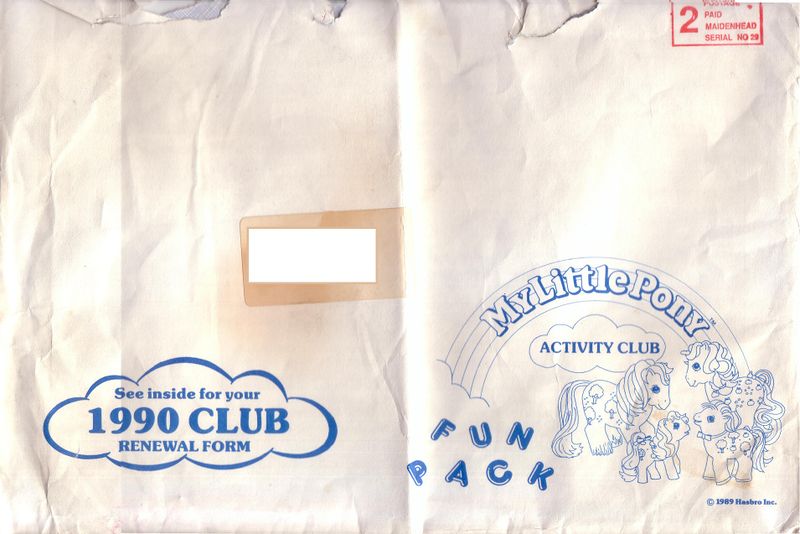 See inside for your
1990 CLUB
RENEWAL FORM
2
POSTAGE
PAID
MAIDENHEAD
SERIAL NO 29
My Little Pony™
ACTIVITY CLUB
FUN
PACK
© 1989 Hasbro Inc.